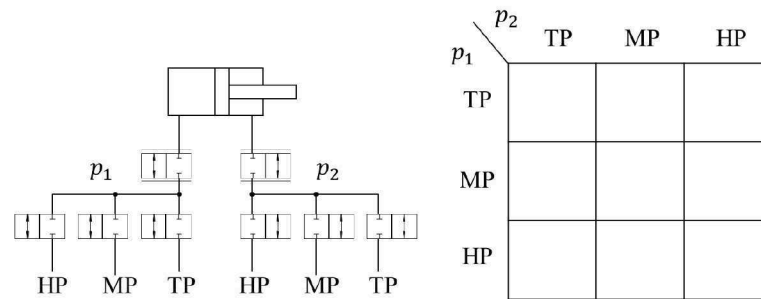 p₁ p₂
HP MP TP HP MP TP
p₂
p₁
TP MP HP
TP
MP
HP